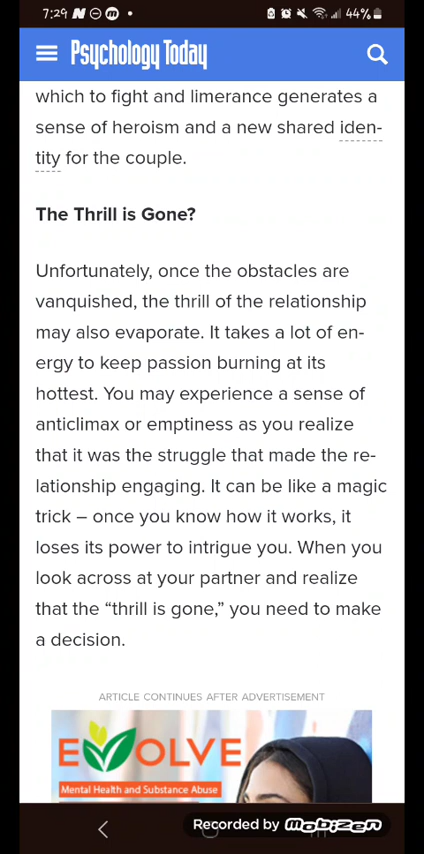 7:29 N m • 44%
Psychology Today
which to fight and limerance generates a
sense of heroism and a new shared iden-
tity for the couple.
The Thrill is Gone?
Unfortunately, once the obstacles are
vanquished, the thrill of the relationship
may also evaporate. It takes a lot of en-
ergy to keep passion burning at its
hottest. You may experience a sense of
anticlimax or emptiness as you realize
that it was the struggle that made the re-
lationship engaging. It can be like a magic
trick – once you know how it works, it
loses its power to intrigue you. When you
look across at your partner and realize
that the “thrill is gone,” you need to make
a decision.
ARTICLE CONTINUES AFTER ADVERTISEMENT
EVOLVE
Mental Health and Substance Abuse
Recorded by Mobizen